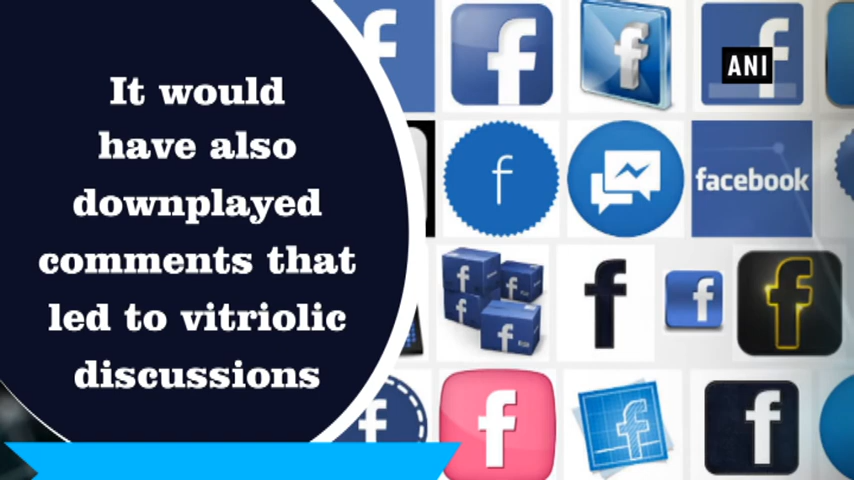 It would
have also
downplayed
comments that
led to vitriolic
discussions
ANI
facebook